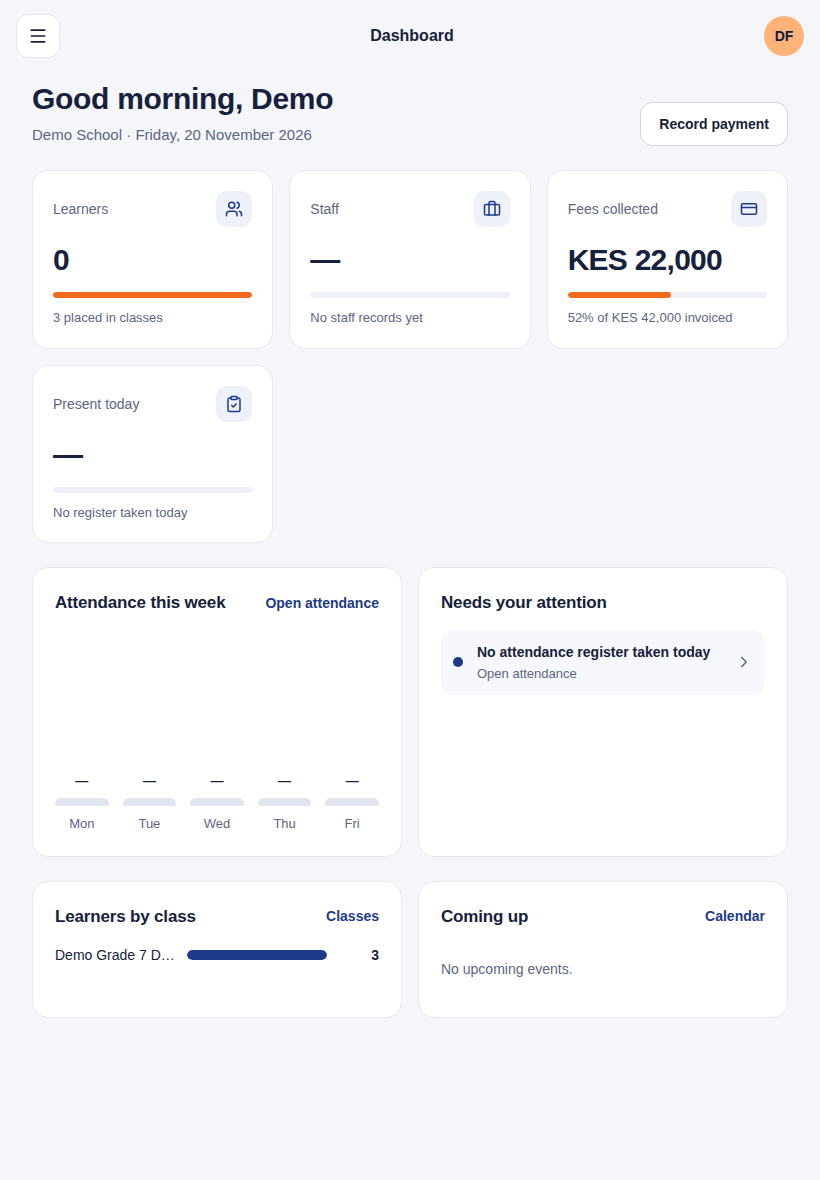 Dashboard
DF
Good morning, Demo
Demo School · Friday, 20 November 2026
Record payment
Learners
0
3 placed in classes
Staff
—
No staff records yet
Fees collected
KES 22,000
52% of KES 42,000 invoiced
Present today
—
No register taken today
Attendance this week
Open attendance
— — — — —
Mon Tue Wed Thu Fri
Needs your attention
No attendance register taken today
Open attendance
Learners by class
Classes
Demo Grade 7 D… 3
Coming up
Calendar
No upcoming events.